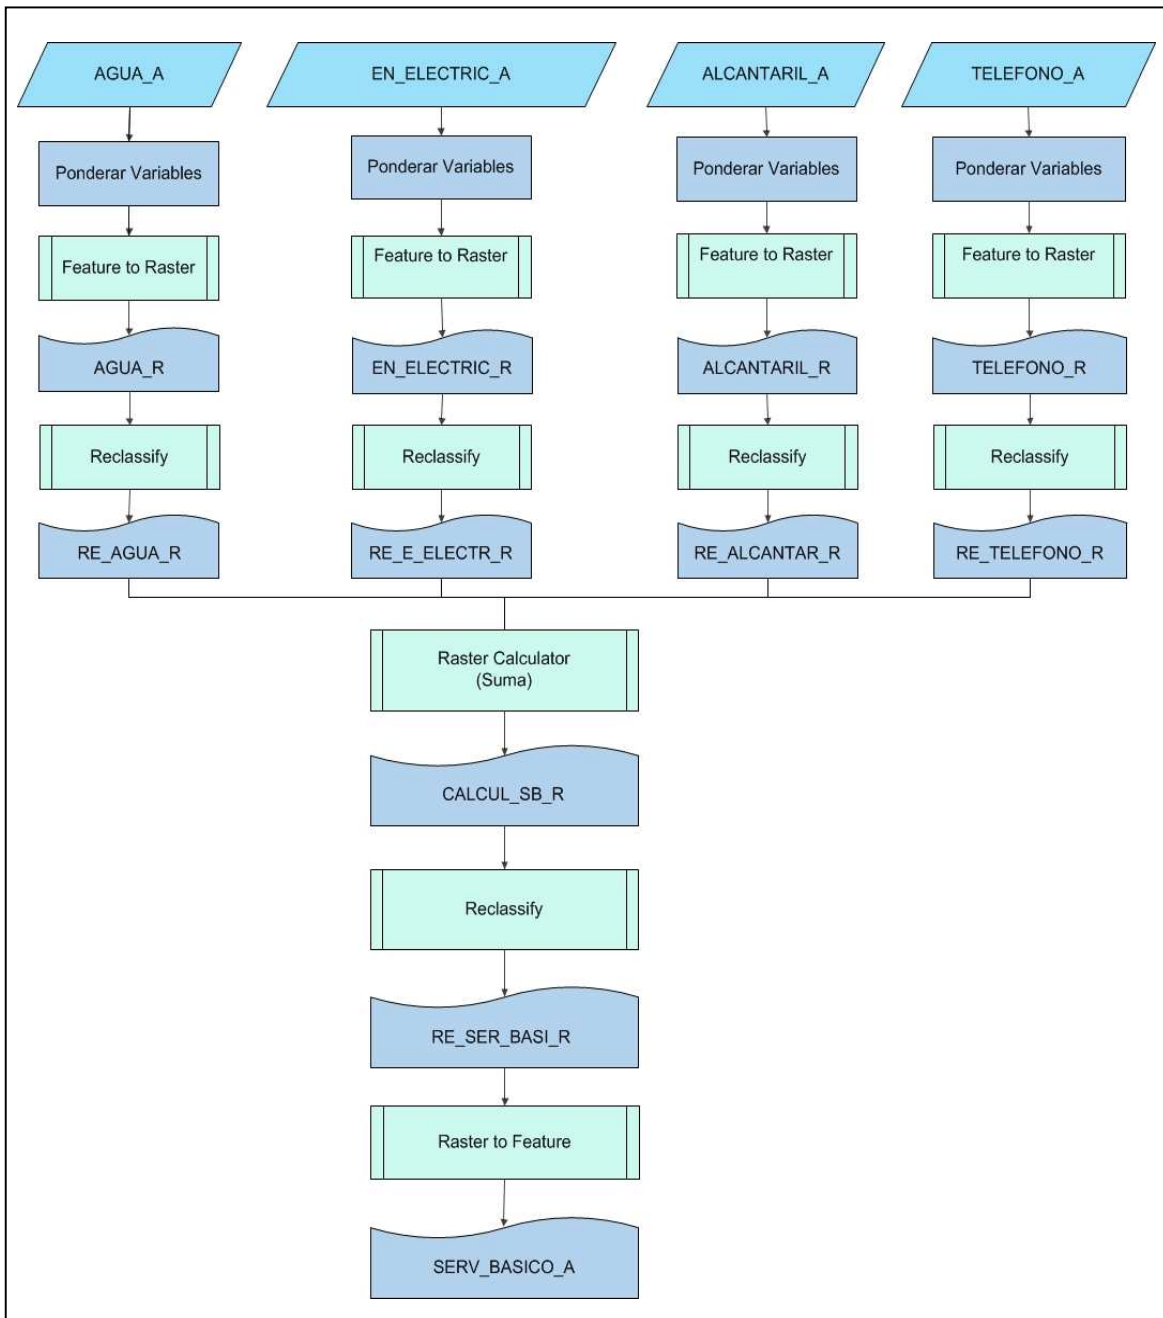 AGUA_A
EN_ELECTRIC_A
ALCANTARIL_A
TELEFONO_A
Ponderar Variables
Ponderar Variables
Ponderar Variables
Ponderar Variables
Feature to Raster
Feature to Raster
Feature to Raster
Feature to Raster
AGUA_R
EN_ELECTRIC_R
ALCANTARIL_R
TELEFONO_R
Reclassify
Reclassify
Reclassify
Reclassify
RE_AGUA_R
RE_E_ELECTR_R
RE_ALCANTAR_R
RE_TELEFONO_R
Raster Calculator
(Suma)
CALCUL_SB_R
Reclassify
RE_SER_BASI_R
Raster to Feature
SERV_BASICO_A